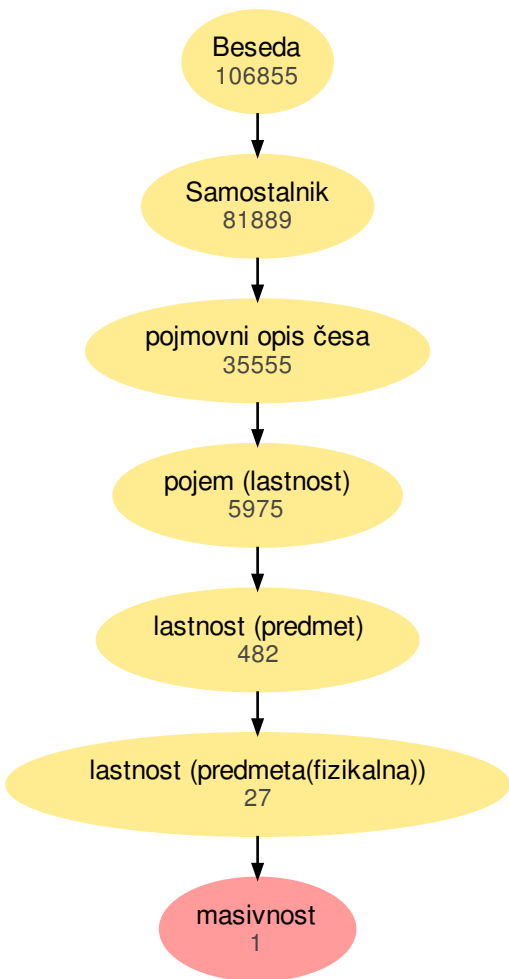 Beseda
106855
Samostalnik
81889
pojmovni opis česa
35555
pojem (lastnost)
5975
lastnost (predmet)
482
lastnost (predmeta(fizikalna))
27
masivnost
1